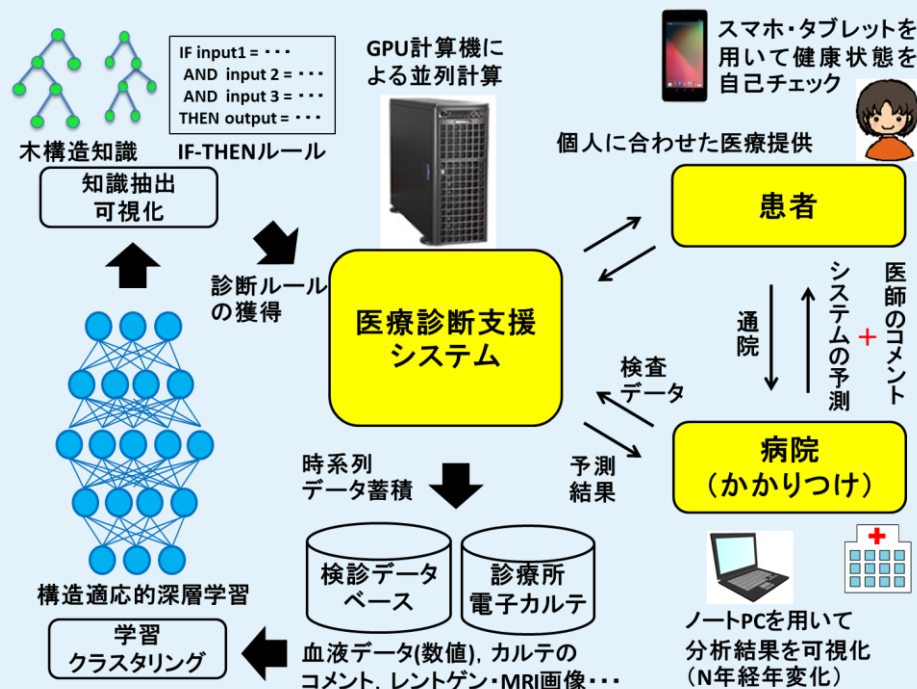 IF input1 = ・・・
AND input 2 = ・・・
AND input 3 = ・・・
THEN output = ・・・
木構造知識
IF-THENルール
知識抽出
可視化
GPU計算機に
よる並列計算
スマホ・タブレットを
用いて健康状態を
自己チェック
個人に合わせた医療提供
患者
診断ルール
の獲得
医療診断支援
システム
通院
システムの予測
+
医師のコメント
検査
データ
予測
結果
病院
（かかりつけ）
時系列
データ蓄積
検診データ
ベース
診療所
電子カルテ
構造適応的深層学習
学習
クラスタリング
血液データ(数値)，カルテの
コメント，レントゲン・MRI画像・・・
ノートPCを用いて
分析結果を可視化
（N年経年変化）